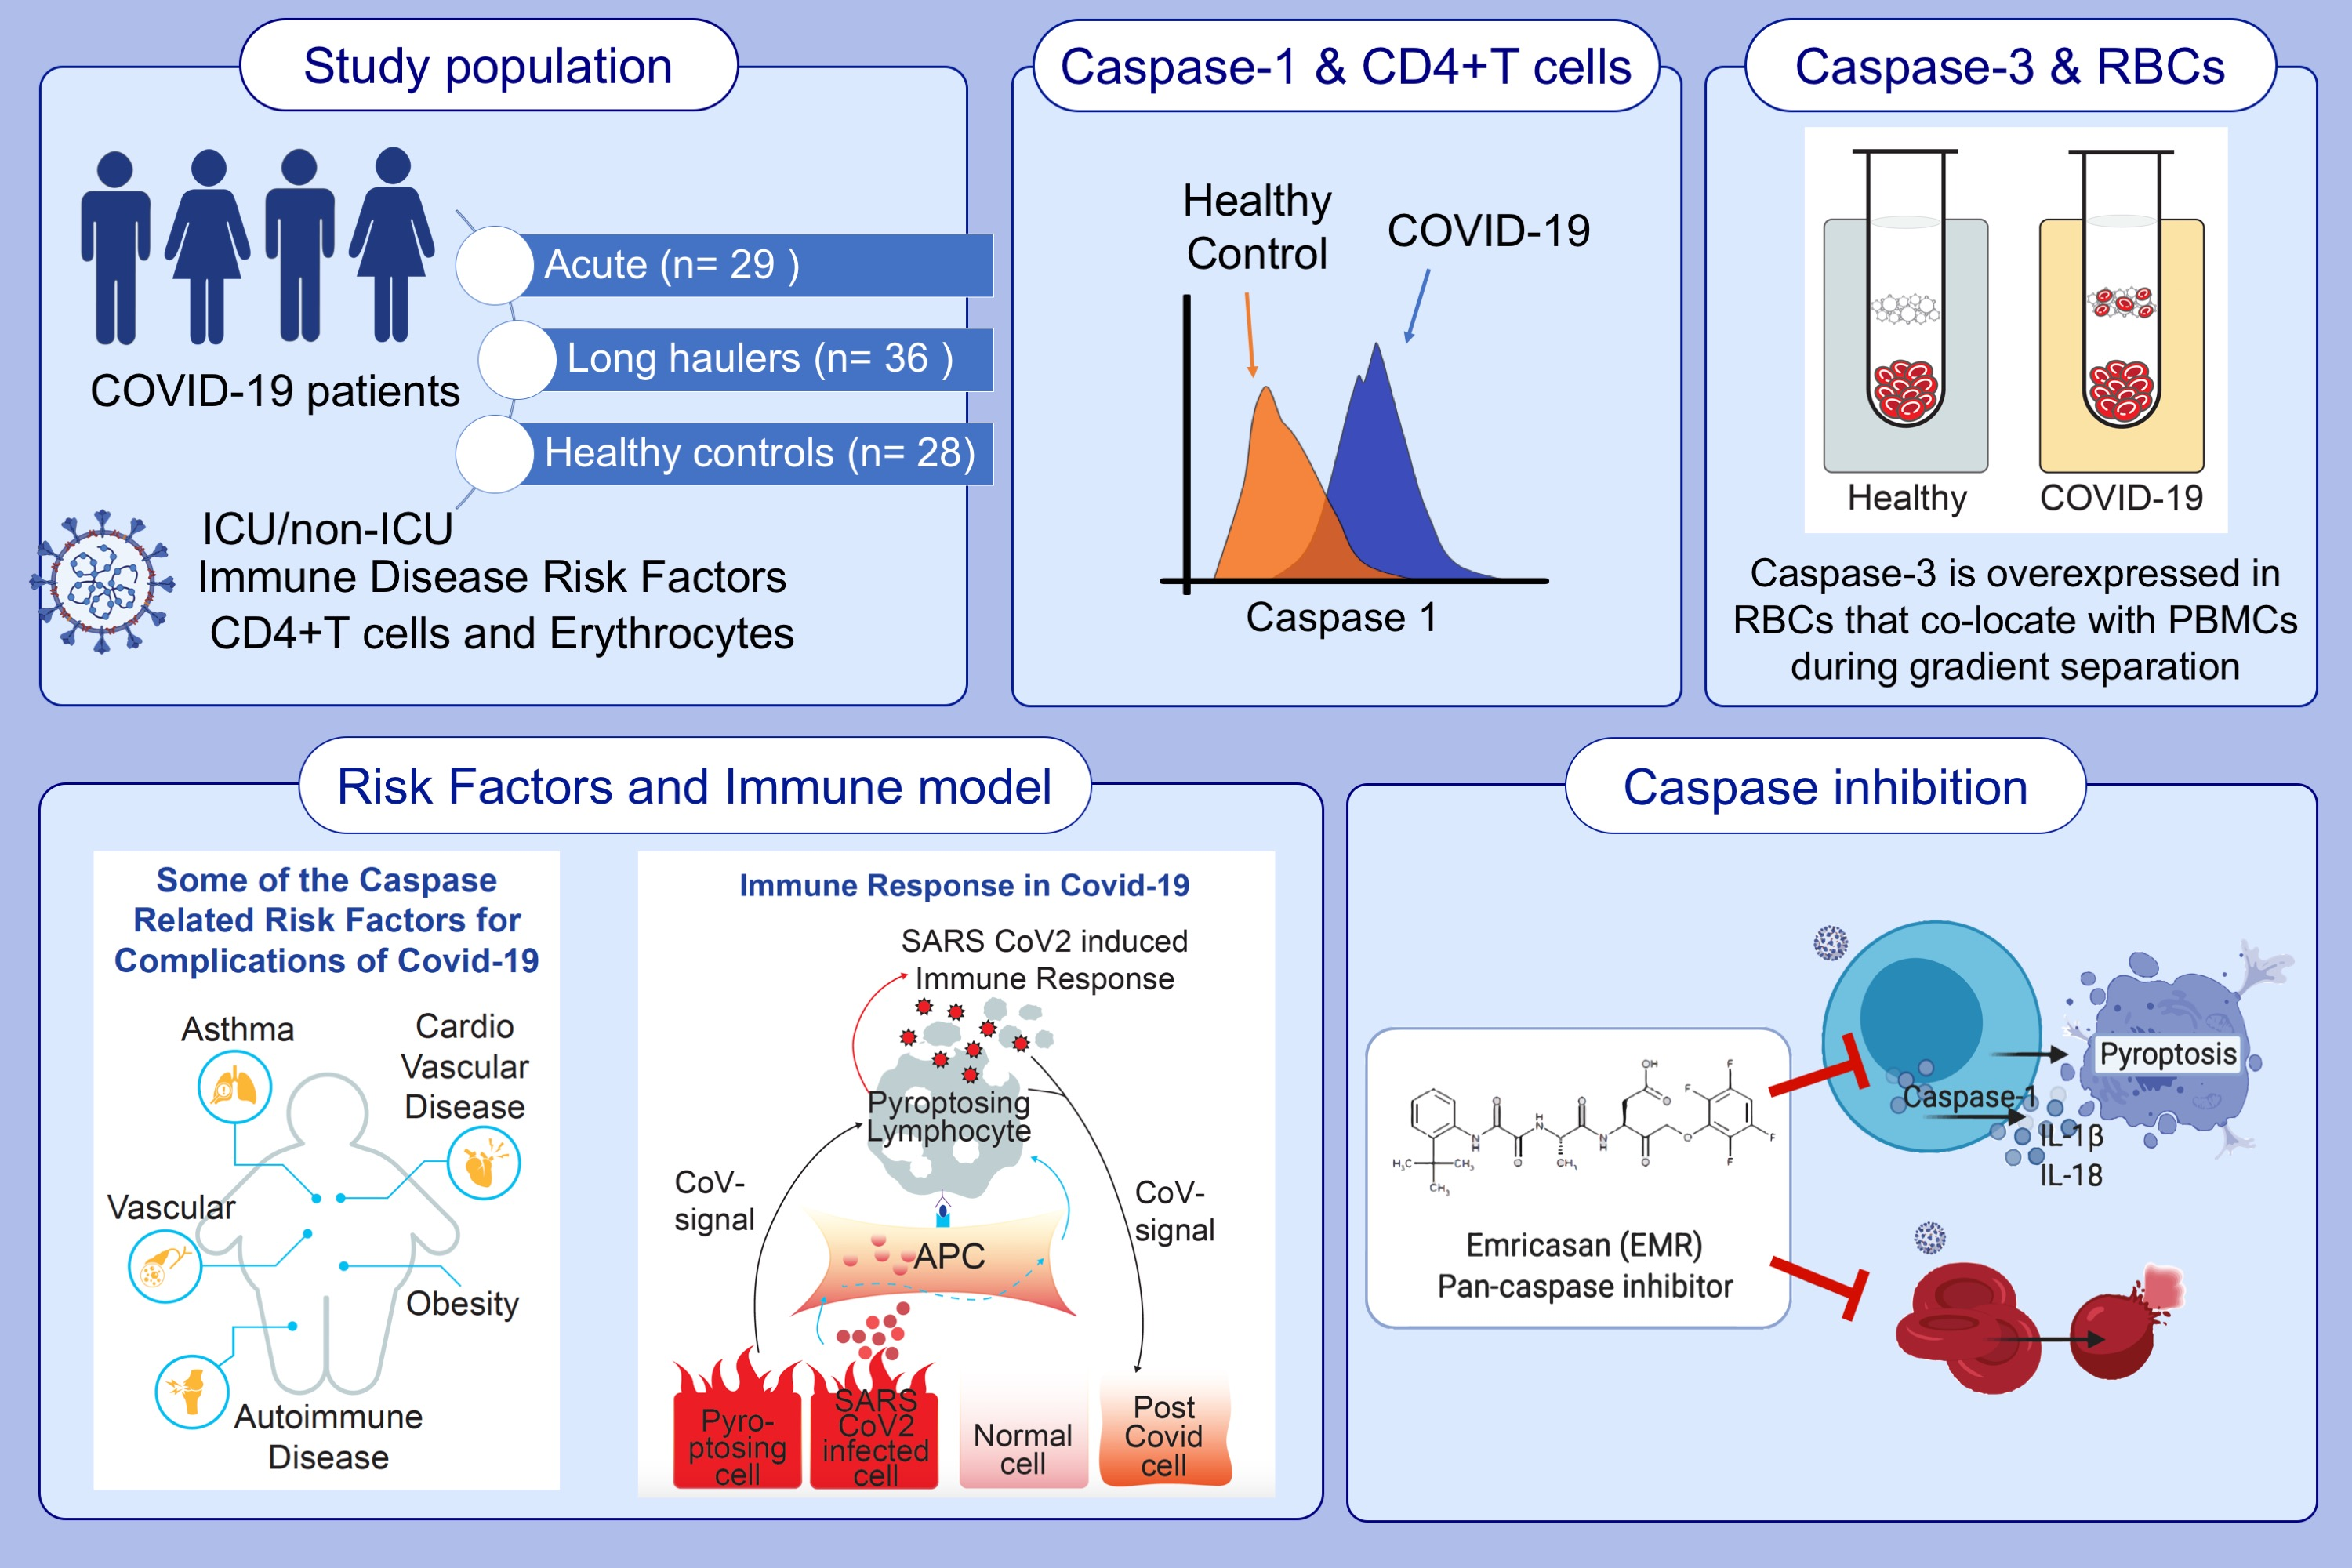 Study population
COVID-19 patients
Acute (n= 29 )
Long haulers (n= 36 )
Healthy controls (n= 28)
ICU/non-ICU
Immune Disease Risk Factors
CD4+T cells and Erythrocytes
Caspase-1 & CD4+T cells
Healthy
Control
COVID-19
Caspase 1
Caspase-3 & RBCs
Healthy
COVID-19
Caspase-3 is overexpressed in
RBCs that co-locate with PBMCs
during gradient separation
Risk Factors and Immune model
Some of the Caspase
Related Risk Factors for
Complications of Covid-19
Asthma
Cardio
Vascular
Disease
Vascular
Obesity
Autoimmune
Disease
Immune Response in Covid-19
SARS CoV2 induced
Immune Response
Pyroptosing
Lymphocyte
CoV-
signal
CoV-
signal
APC
Pyro-
ptosing
cell
SARS
CoV2
infected
cell
Normal
cell
Post
Covid
cell
Caspase inhibition
OH
O
F
F
F
F
O
O
H
N
N
H
O
O
N
H
O
O
H₃C
CH₃
CH₃
CH₃
Emricasan (EMR)
Pan-caspase inhibitor
Pyroptosis
Caspase-1
IL-1β
IL-18